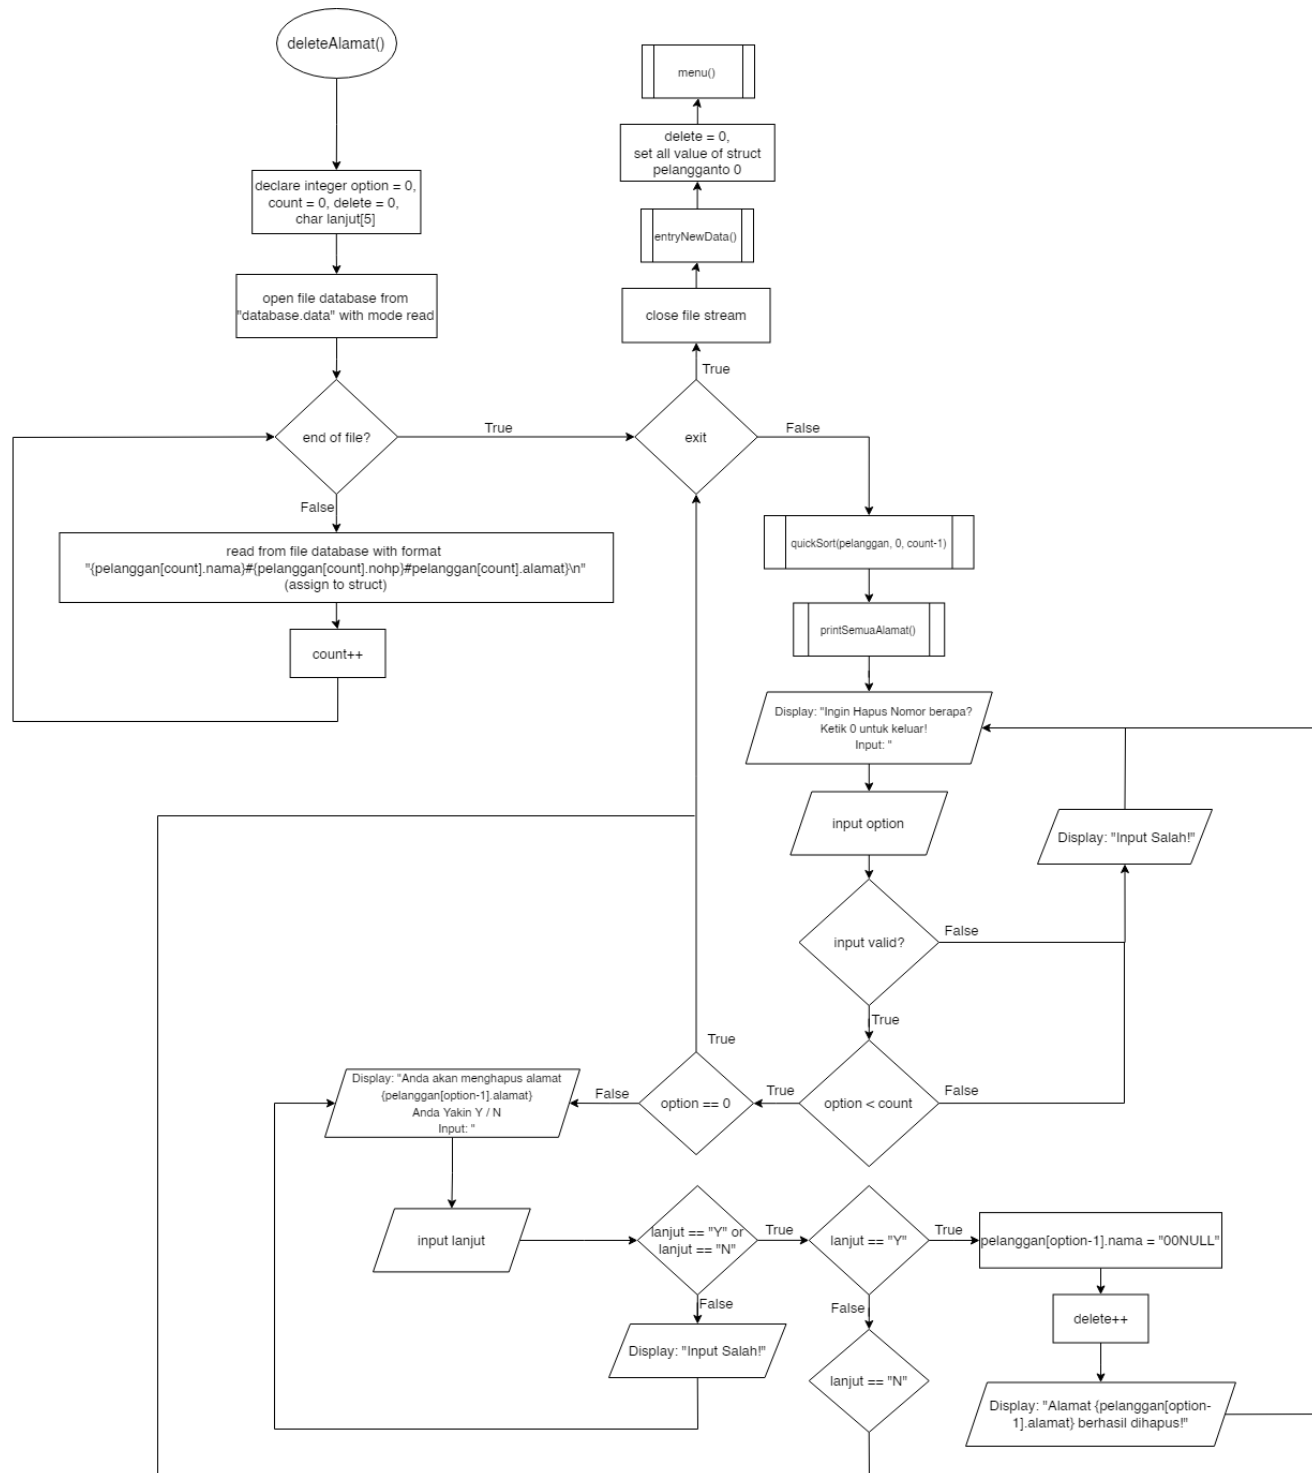 deleteAlamat()
declare integer option = 0,
count = 0, delete = 0,
char lanjut[5]
open file database from
"database.data" with mode read
end of file?
True
False
read from file database with format
"{pelanggan[count].nama}#{pelanggan[count].nohp}#pelanggan[count].alamat}\n"
(assign to struct)
count++
menu()
delete = 0,
set all value of struct
pelangganto 0
entryNewData()
close file stream
True
exit
False
quickSort(pelanggan, 0, count-1)
printSemuaAlamat()
Display: "Ingin Hapus Nomor berapa?
Ketik 0 untuk keluar!
Input: "
input option
Display: "Input Salah!"
input valid?
False
True
option < count
False
True
option == 0
True
False
Display: "Anda akan menghapus alamat
{pelanggan[option-1].alamat}
Anda Yakin Y / N
Input: "
input lanjut
lanjut == "Y" or
lanjut == "N"
True
False
Display: "Input Salah!"
lanjut == "Y"
True
False
lanjut == "N"
pelanggan[option-1].nama = "00NULL"
delete++
Display: "Alamat {pelanggan[option-
1].alamat} berhasil dihapus!"